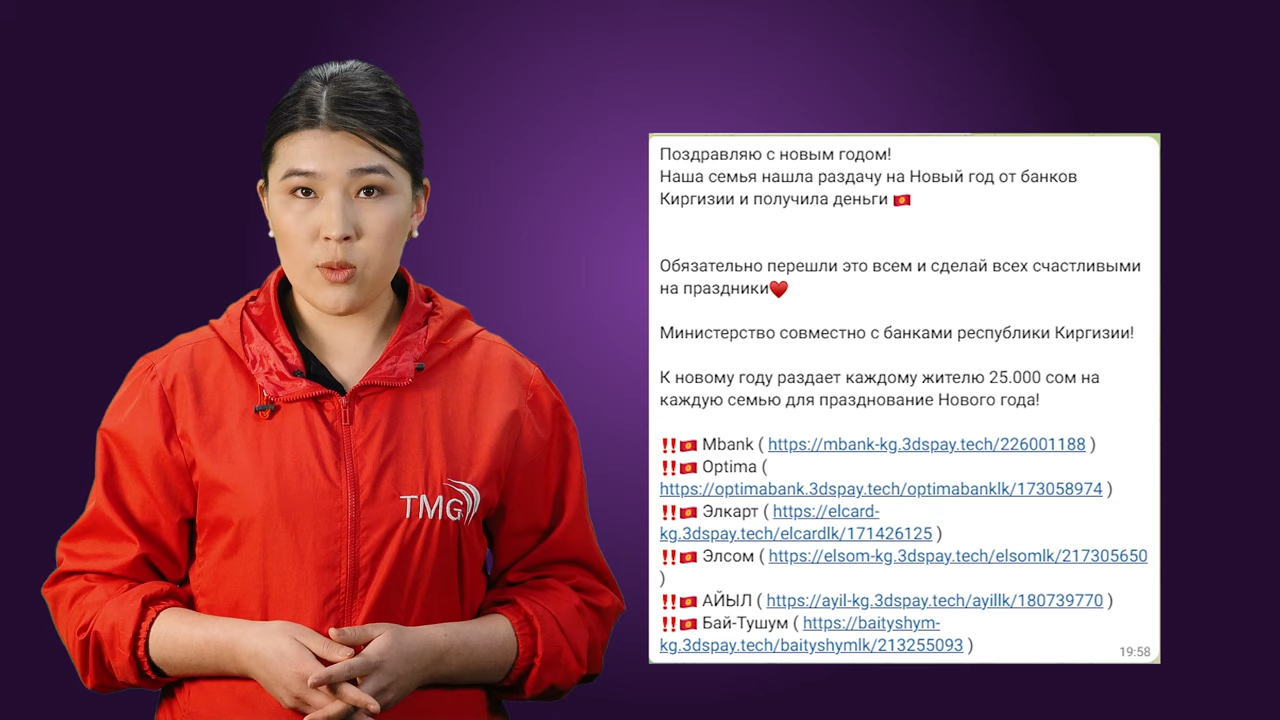 Поздравляю с новым годом!
Наша семья нашла раздачу на Новый год от банков
Киргизии и получила деньги 🇰🇬
Обязательно перешли это всем и сделай всех счастливыми
на праздники♥️
Министерство совместно с банками республики Киргизии!
К новому году раздает каждому жителю 25.000 сом на
каждую семью для празднование Нового года!
‼️🇰🇬 Mbank ( https://mbank-kg.3dspay.tech/226001188 )
‼️🇰🇬 Optima (
https://optimabank.3dspay.tech/optimabanklk/173058974 )
‼️🇰🇬 Элкарт ( https://elcard-
kg.3dspay.tech/elcardlk/171426125 )
‼️🇰🇬 Элсом ( https://elsom-kg.3dspay.tech/elsomlk/217305650
)
‼️🇰🇬 АЙЫЛ ( https://ayil-kg.3dspay.tech/ayillk/180739770 )
‼️🇰🇬 Бай-Тушум ( https://baityshym-
kg.3dspay.tech/baityshymlk/213255093 )
19:58
TMG